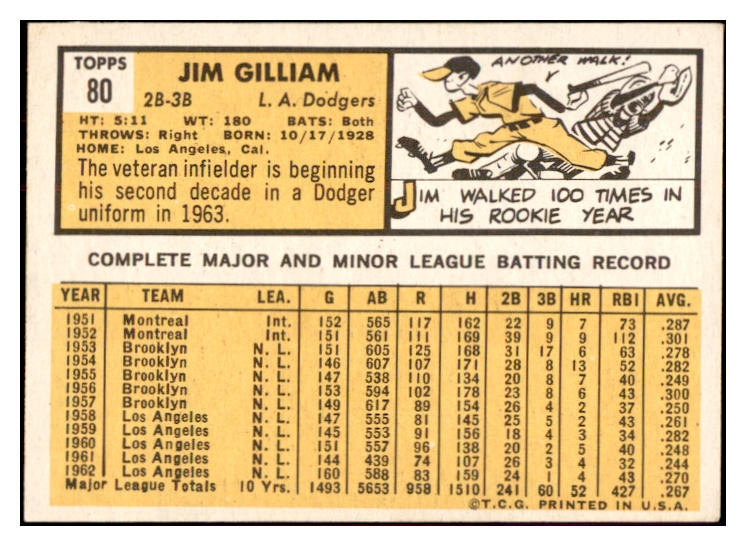 TOPPS
80
JIM GILLIAM
2B-3B L. A. Dodgers
HT: 5:11 WT: 180 BATS: Both
THROWS: Right BORN: 10/17/1928
HOME: Los Angeles, Cal.
The veteran infielder is beginning
his second decade in a Dodger
uniform in 1963.
ANOTHER WALK!
JIM WALKED 100 TIMES IN
HIS ROOKIE YEAR
COMPLETE MAJOR AND MINOR LEAGUE BATTING RECORD
YEAR TEAM LEA. G AB R H 2B 3B HR RBI AVG.
1951 Montreal Int. 152 565 117 162 22 9 7 73 .287
1952 Montreal Int. 151 561 111 169 39 9 9 112 .301
1953 Brooklyn N. L. 151 605 125 168 31 17 6 63 .278
1954 Brooklyn N. L. 146 607 107 171 28 8 13 52 .282
1955 Brooklyn N. L. 147 538 110 134 20 8 7 40 .249
1956 Brooklyn N. L. 153 594 102 178 23 8 6 43 .300
1957 Brooklyn N. L. 149 617 89 154 26 4 2 37 .250
1958 Los Angeles N. L. 147 555 81 145 25 5 2 43 .261
1959 Los Angeles N. L. 145 553 91 156 18 4 3 34 .282
1960 Los Angeles N. L. 151 557 96 138 20 2 5 40 .248
1961 Los Angeles N. L. 144 439 74 107 26 3 4 32 .244
1962 Los Angeles N. L. 160 588 83 159 24 1 4 43 .270
Major League Totals 10 Yrs. 1493 5653 958 1510 241 60 52 427 .267
©T.C.G. PRINTED IN U.S.A.